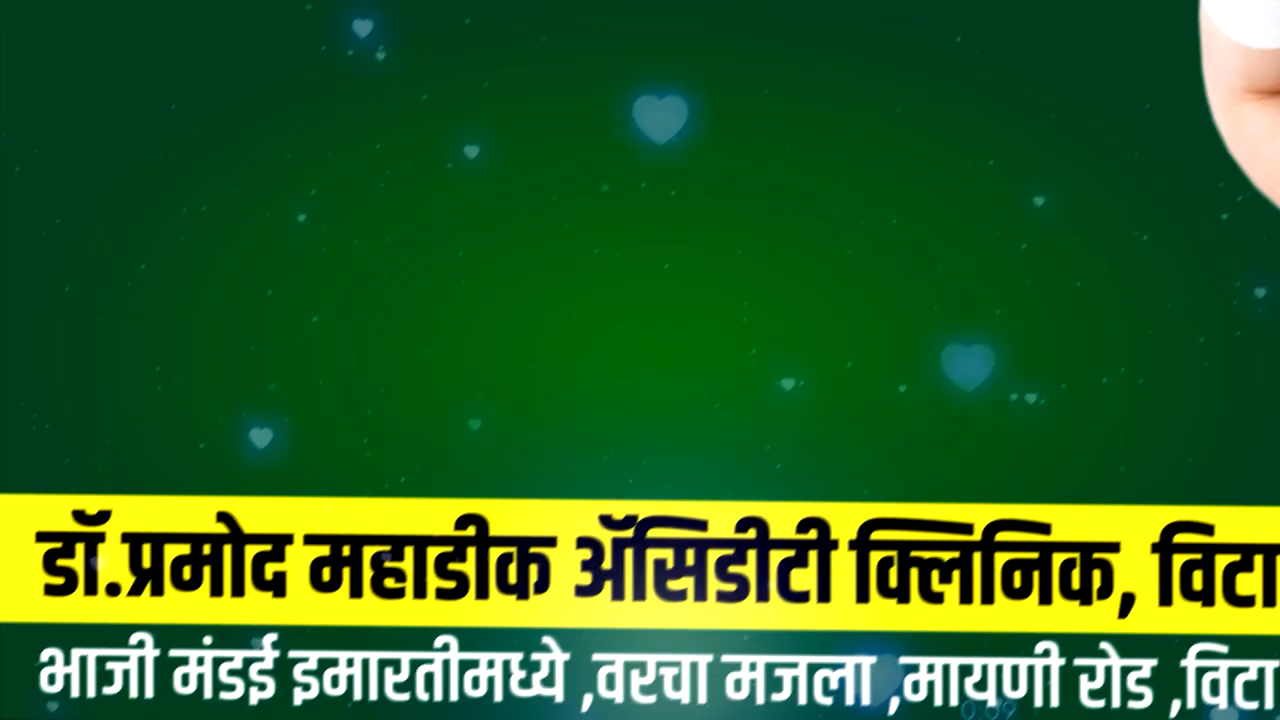 डॉ.प्रमोद महाडीक ॲसिडीटी क्लिनिक, विटा
भाजी मंडई इमारतीमध्ये ,वरचा मजला ,मायणी रोड ,विटा